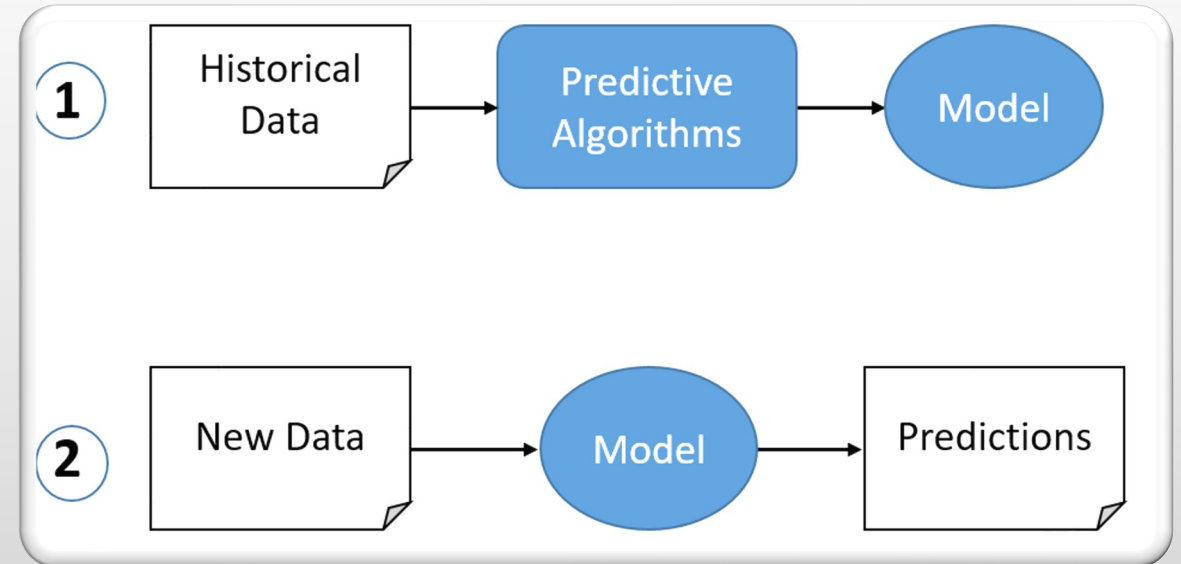 1
Historical
Data
Predictive
Algorithms
Model
2
New Data
Model
Predictions